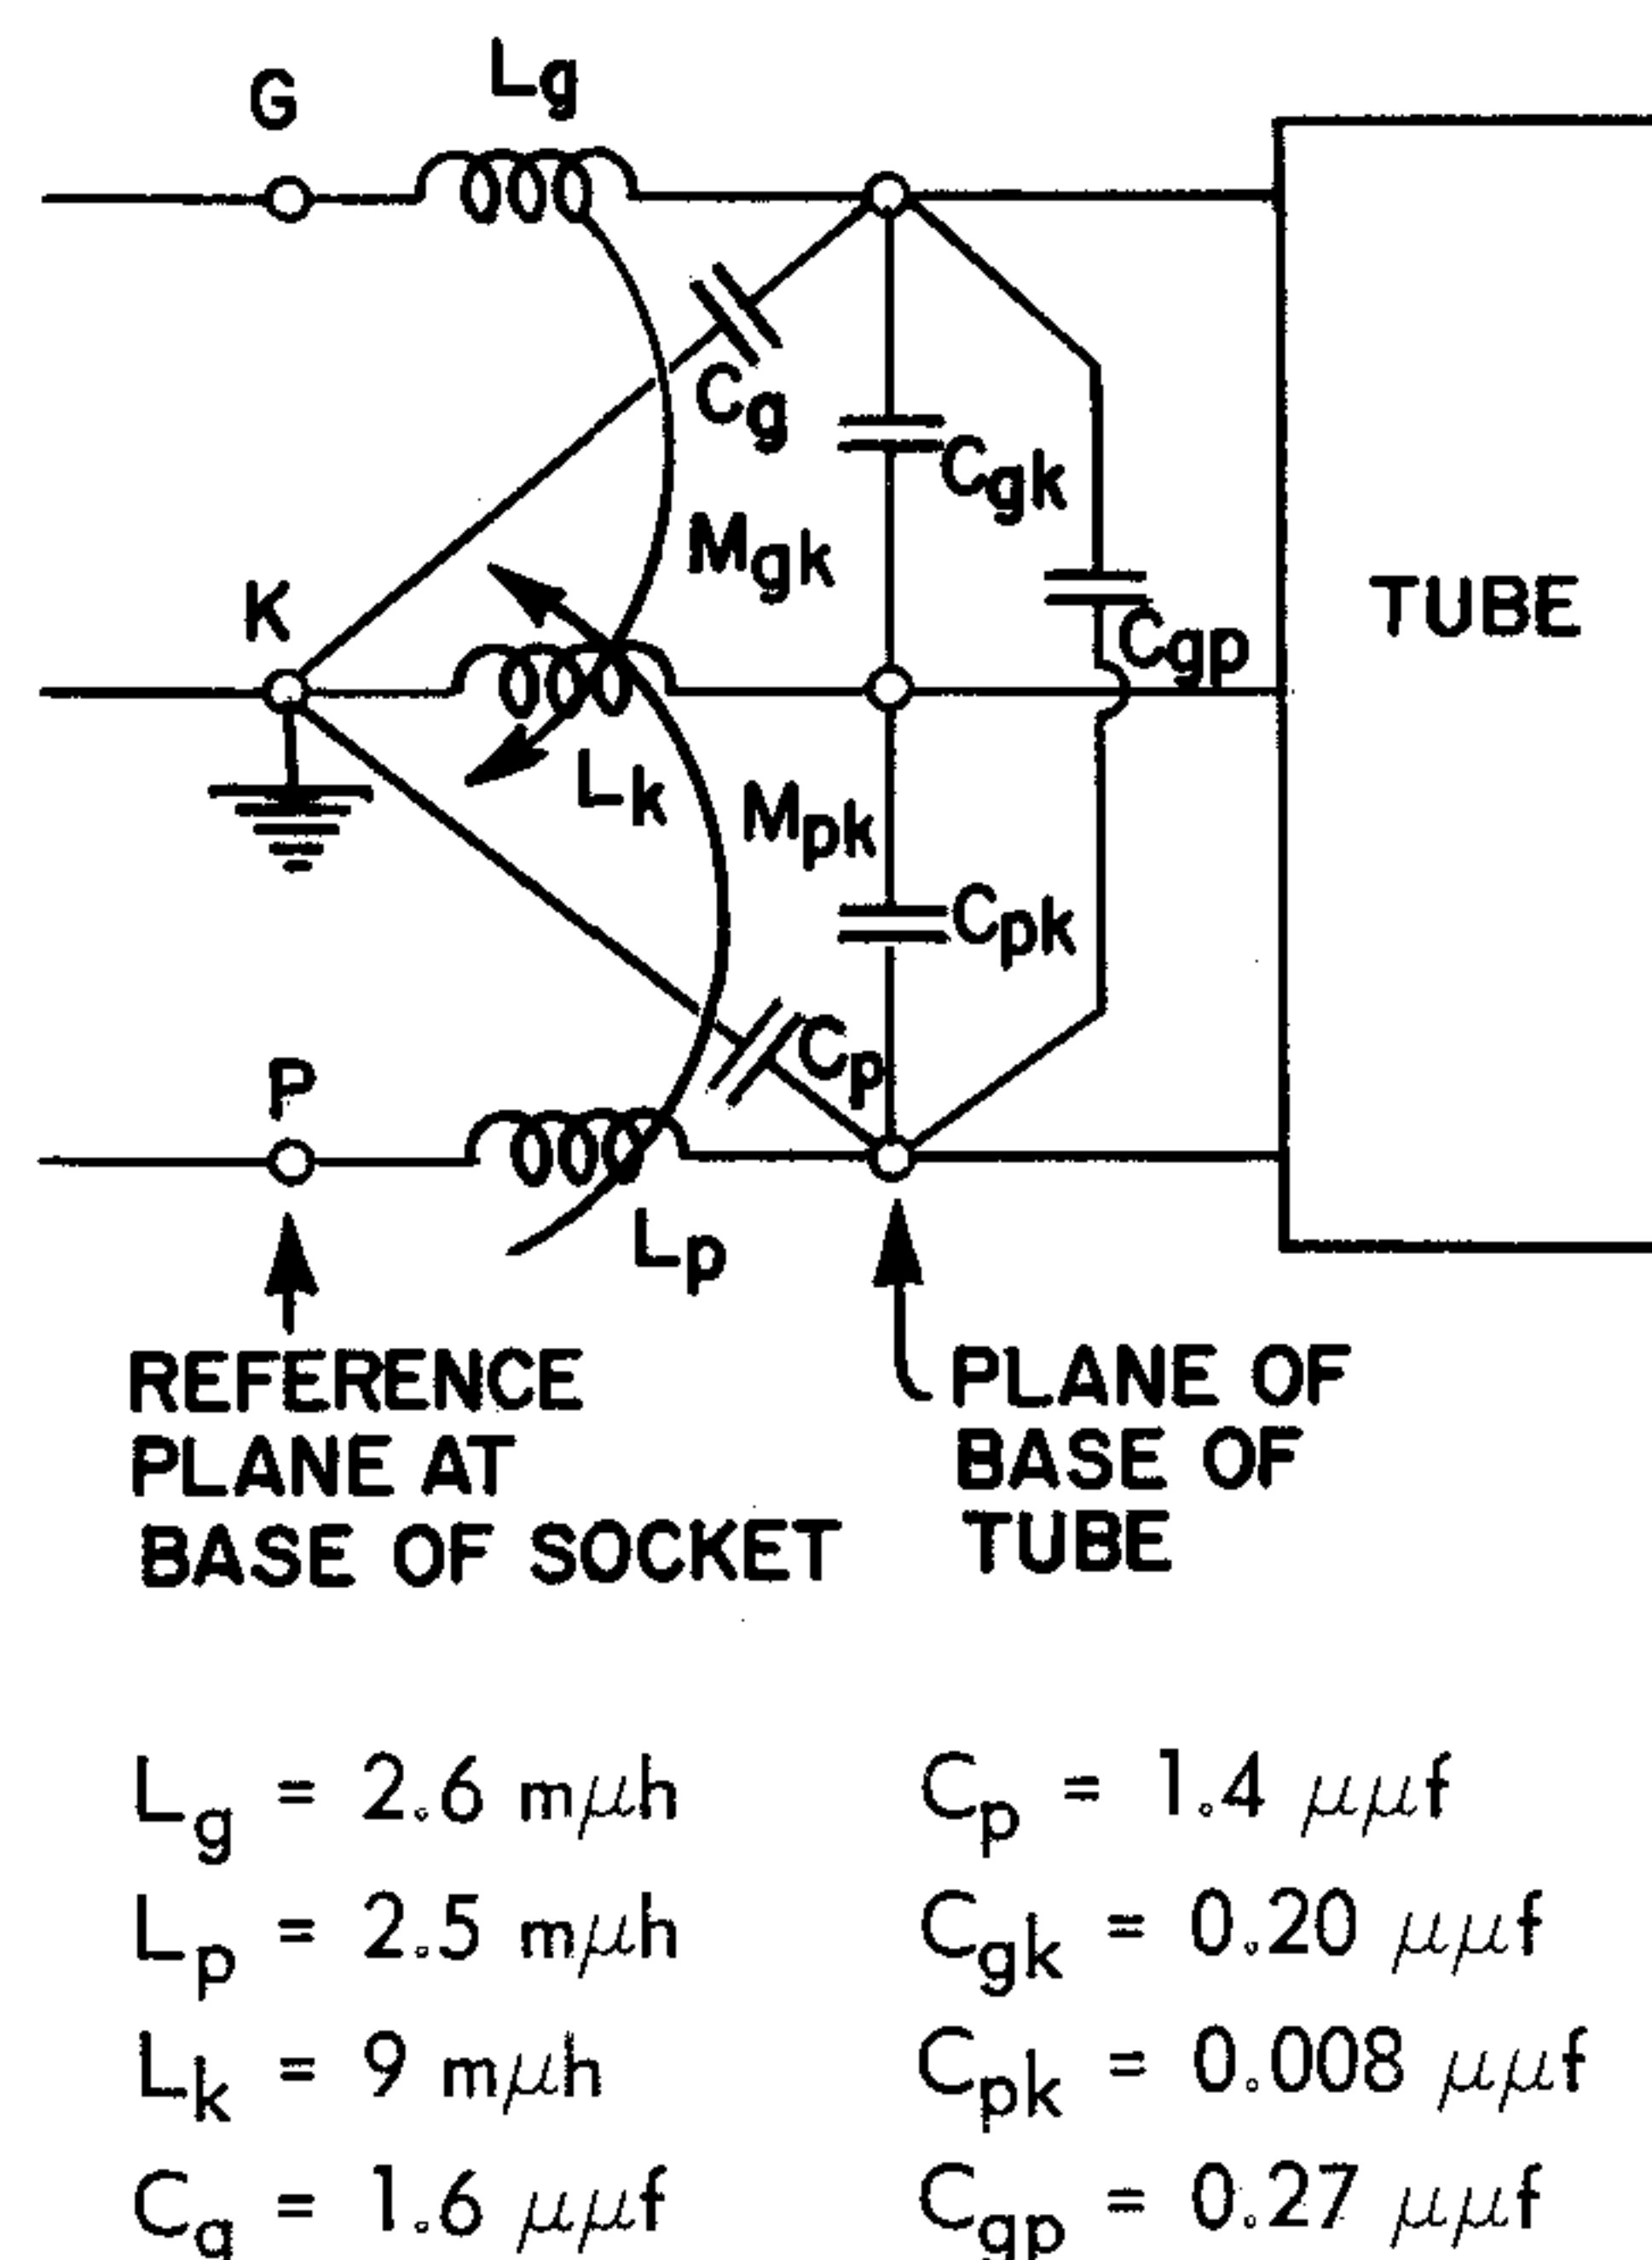 G
Lg
Cg
Cgk
Mgk
K
Cgp
TUBE
Lk
Mpk
Cpk
Cp
P
Lp
REFERENCE
PLANE AT
BASE OF SOCKET
PLANE OF
BASE OF
TUBE
Lg = 2.6 mμh
Cp = 1.4 μμf
Lp = 2.5 mμh
Cgk = 0.20 μμf
Lk = 9 mμh
Cpk = 0.008 μμf
Cg = 1.6 μμf
Cgp = 0.27 μμf